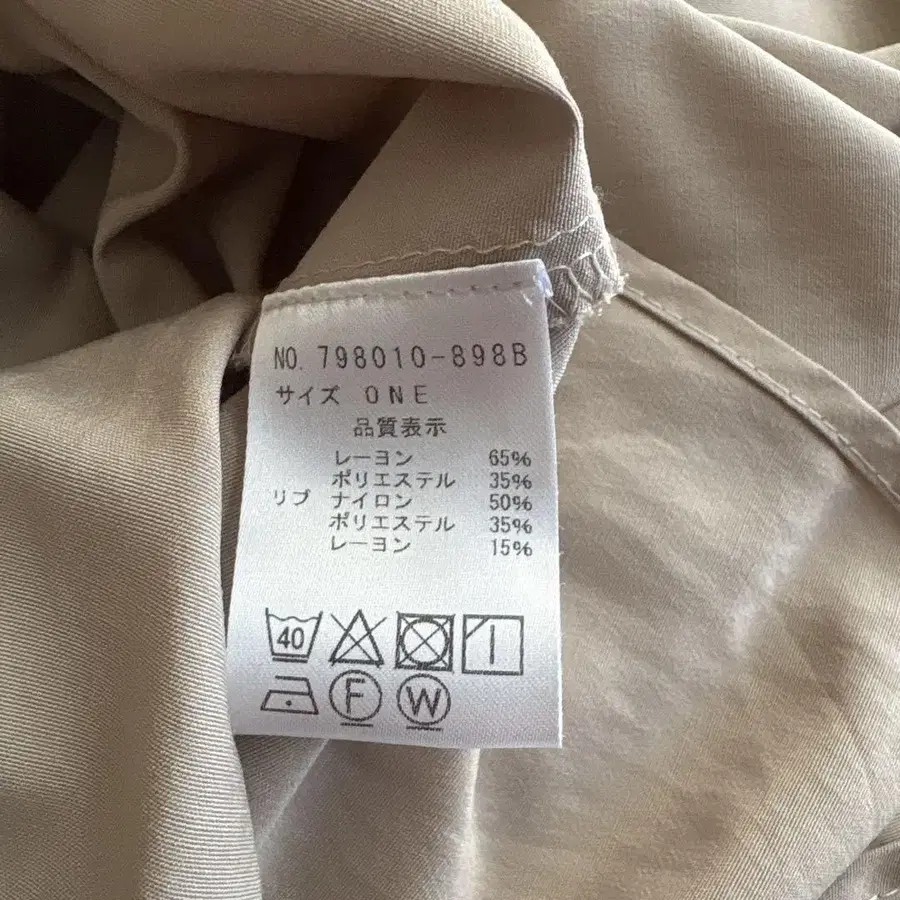 NO. 798010-898B
サイズ ONE
品質表示
レーヨン 65%
ポリエステル 35%
リブ ナイロン 50%
ポリエステル 35%
レーヨン 15%
40
F W